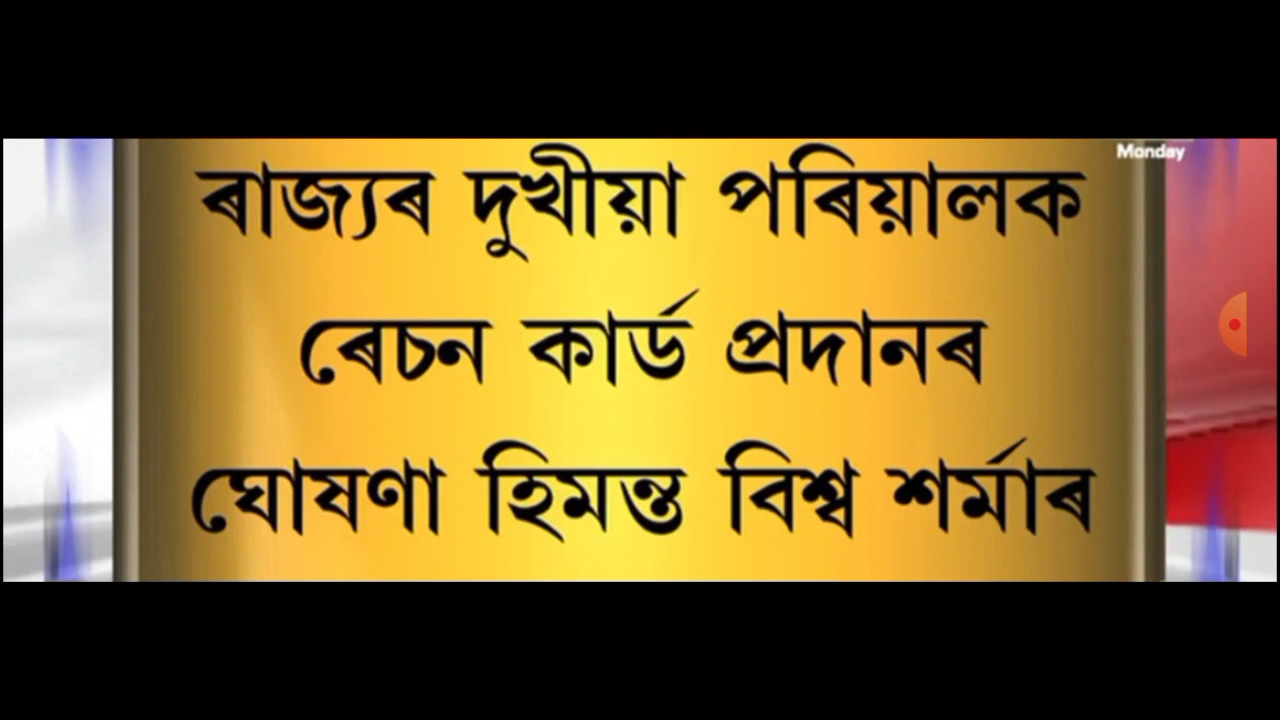 Monday
ৰাজ্যৰ দুখীয়া পৰিয়ালক
ৰেচন কাৰ্ড প্ৰদানৰ
ঘোষণা হিমন্ত বিশ্ব শৰ্মাৰ